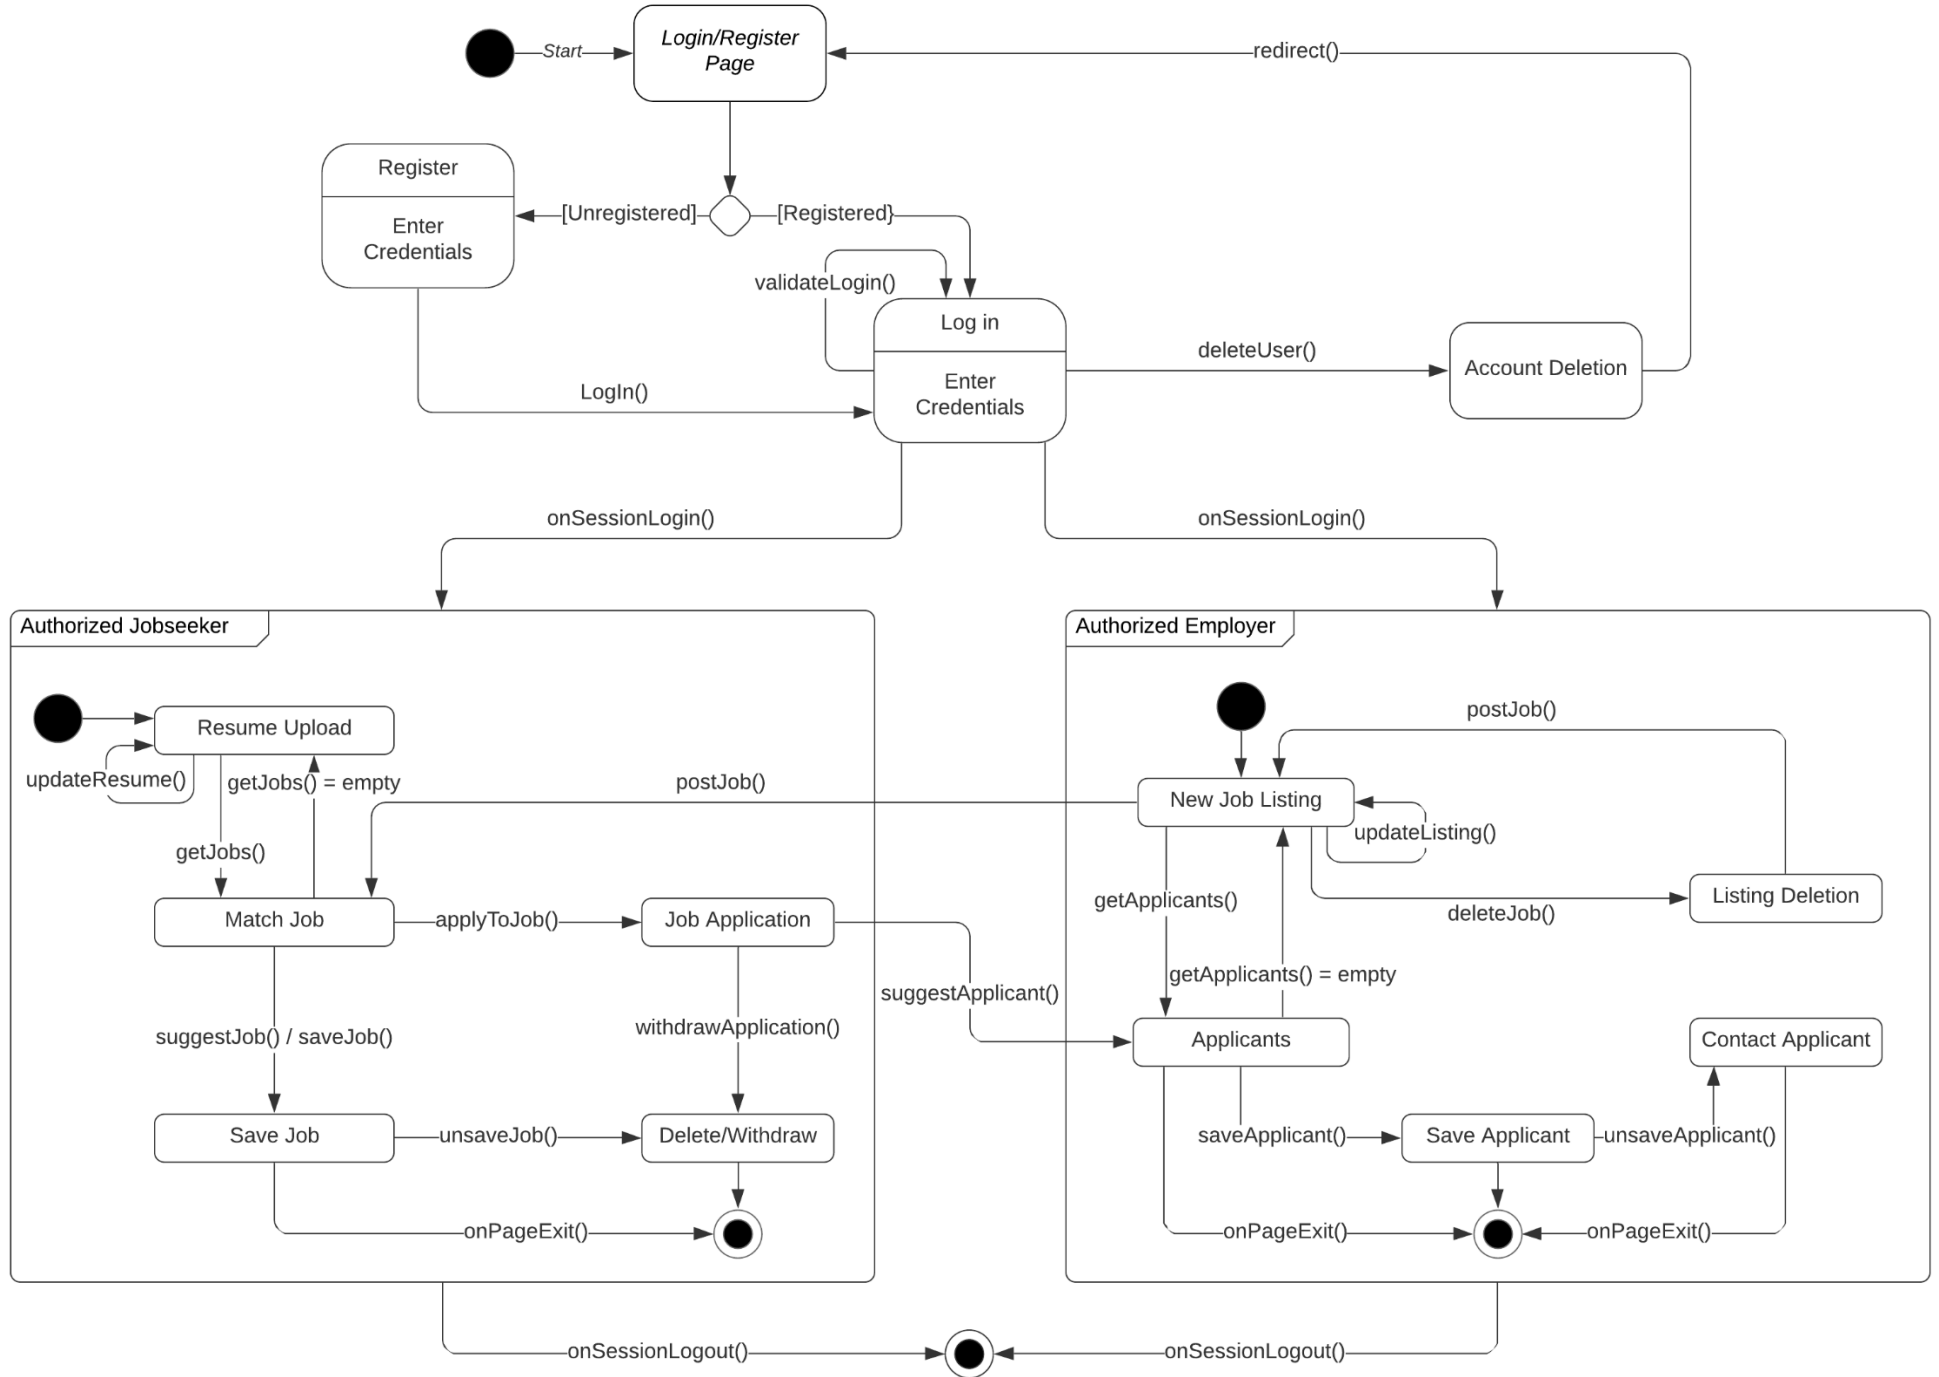 Start
Login/Register
Page
redirect()
Register
Enter
Credentials
[Unregistered]
[Registered}
validateLogin()
Log in
Enter
Credentials
deleteUser()
Account Deletion
LogIn()
onSessionLogin()
onSessionLogin()
Authorized Jobseeker
Resume Upload
updateResume()
getJobs() = empty
getJobs()
postJob()
Match Job
applyToJob()
Job Application
suggestApplicant()
suggestJob() / saveJob()
withdrawApplication()
Save Job
unsaveJob()
Delete/Withdraw
onPageExit()
Authorized Employer
postJob()
New Job Listing
updateListing()
getApplicants()
deleteJob()
Listing Deletion
getApplicants() = empty
Applicants
Contact Applicant
saveApplicant()
Save Applicant
unsaveApplicant()
onPageExit()
onPageExit()
onSessionLogout()
onSessionLogout()